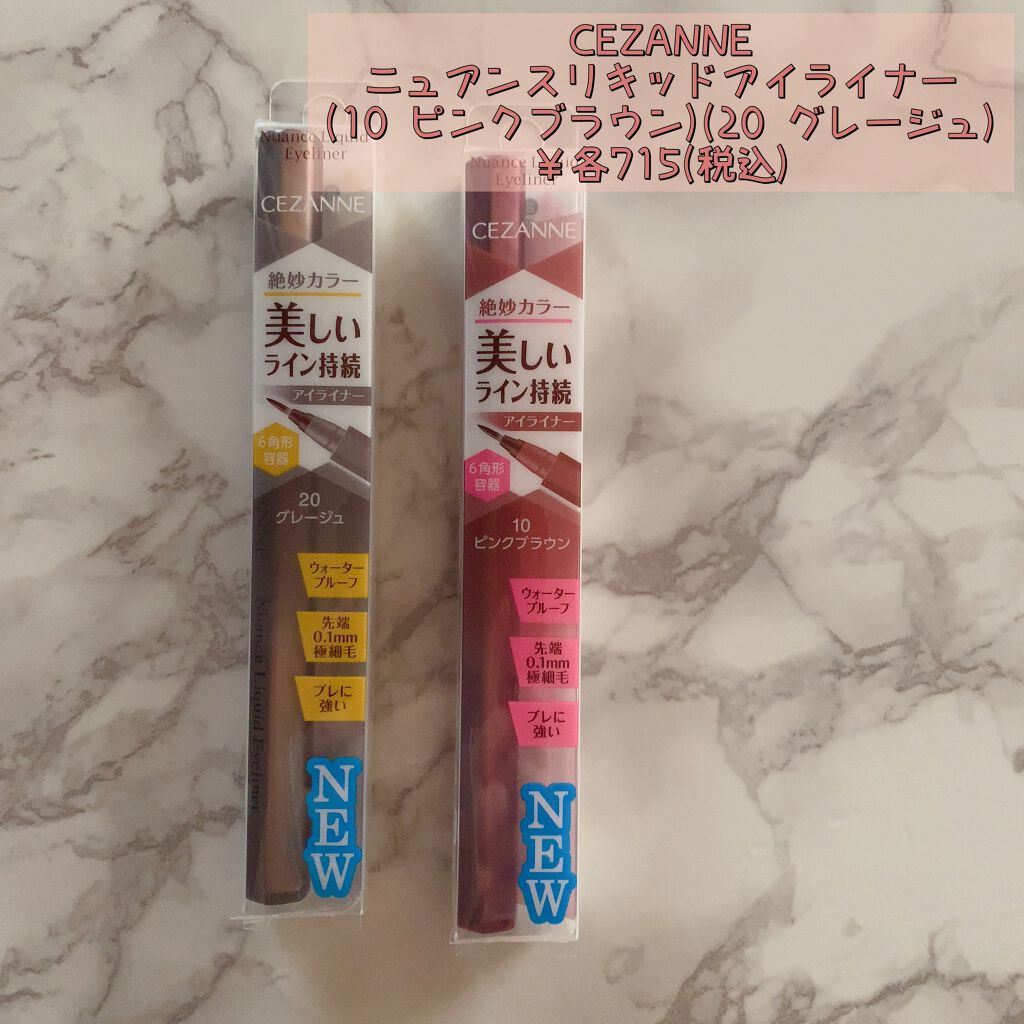 CEZANNE
ニュアンスリキッドアイライナー
(10 ピンクブラウン)(20 グレージュ)
¥各715(税込)
Nuance Liquid
Eyeliner
CEZANNE
絶妙カラー
美しい
ライン持続
アイライナー
6角形
容器
20
グレージュ
ウォーター
プルーフ
先端
0.1mm
極細毛
ブレに
強い
NEW
Nuance Liquid Eyeliner
Nuance Liquid
Eyeliner
CEZANNE
絶妙カラー
美しい
ライン持続
アイライナー
6角形
容器
10
ピンクブラウン
ウォーター
プルーフ
先端
0.1mm
極細毛
ブレに
強い
NEW